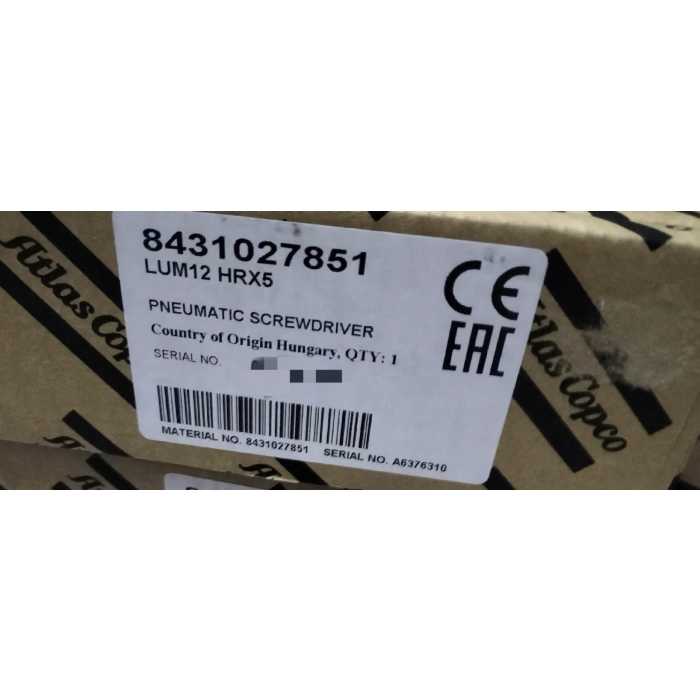 8431027851
LUM12 HRX5
PNEUMATIC SCREWDRIVER
Country of Origin Hungary, QTY: 1
SERIAL NO.
MATERIAL NO. 8431027851 SERIAL NO. A6376310
CE
EAC
Atlas Copco
Atlas Copco